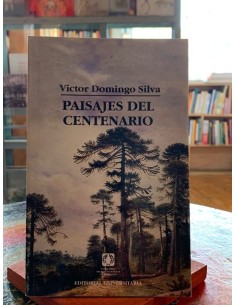 Víctor Domingo Silva
PAISAJES DEL
CENTENARIO
EDITORIAL UNIVERSITARIA